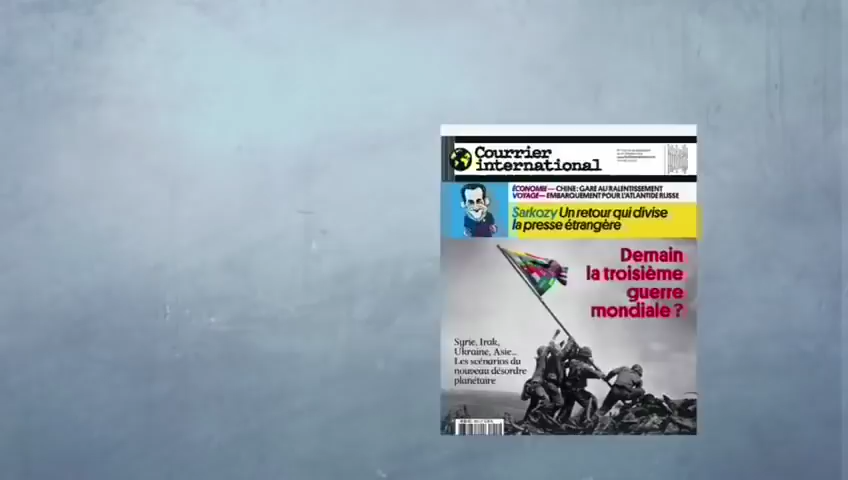 Courrier
international
ÉCONOMIE — CHINE : GARE AU RALENTISSEMENT
VOYAGE — EMBARQUEMENT POUR L'ATLANTIDE RUSSE
Sarkozy Un retour qui divise
la presse étrangère
Demain
la troisième
guerre
mondiale ?
Syrie, Irak,
Ukraine, Asie...
Les scénarios du
nouveau désordre
planétaire